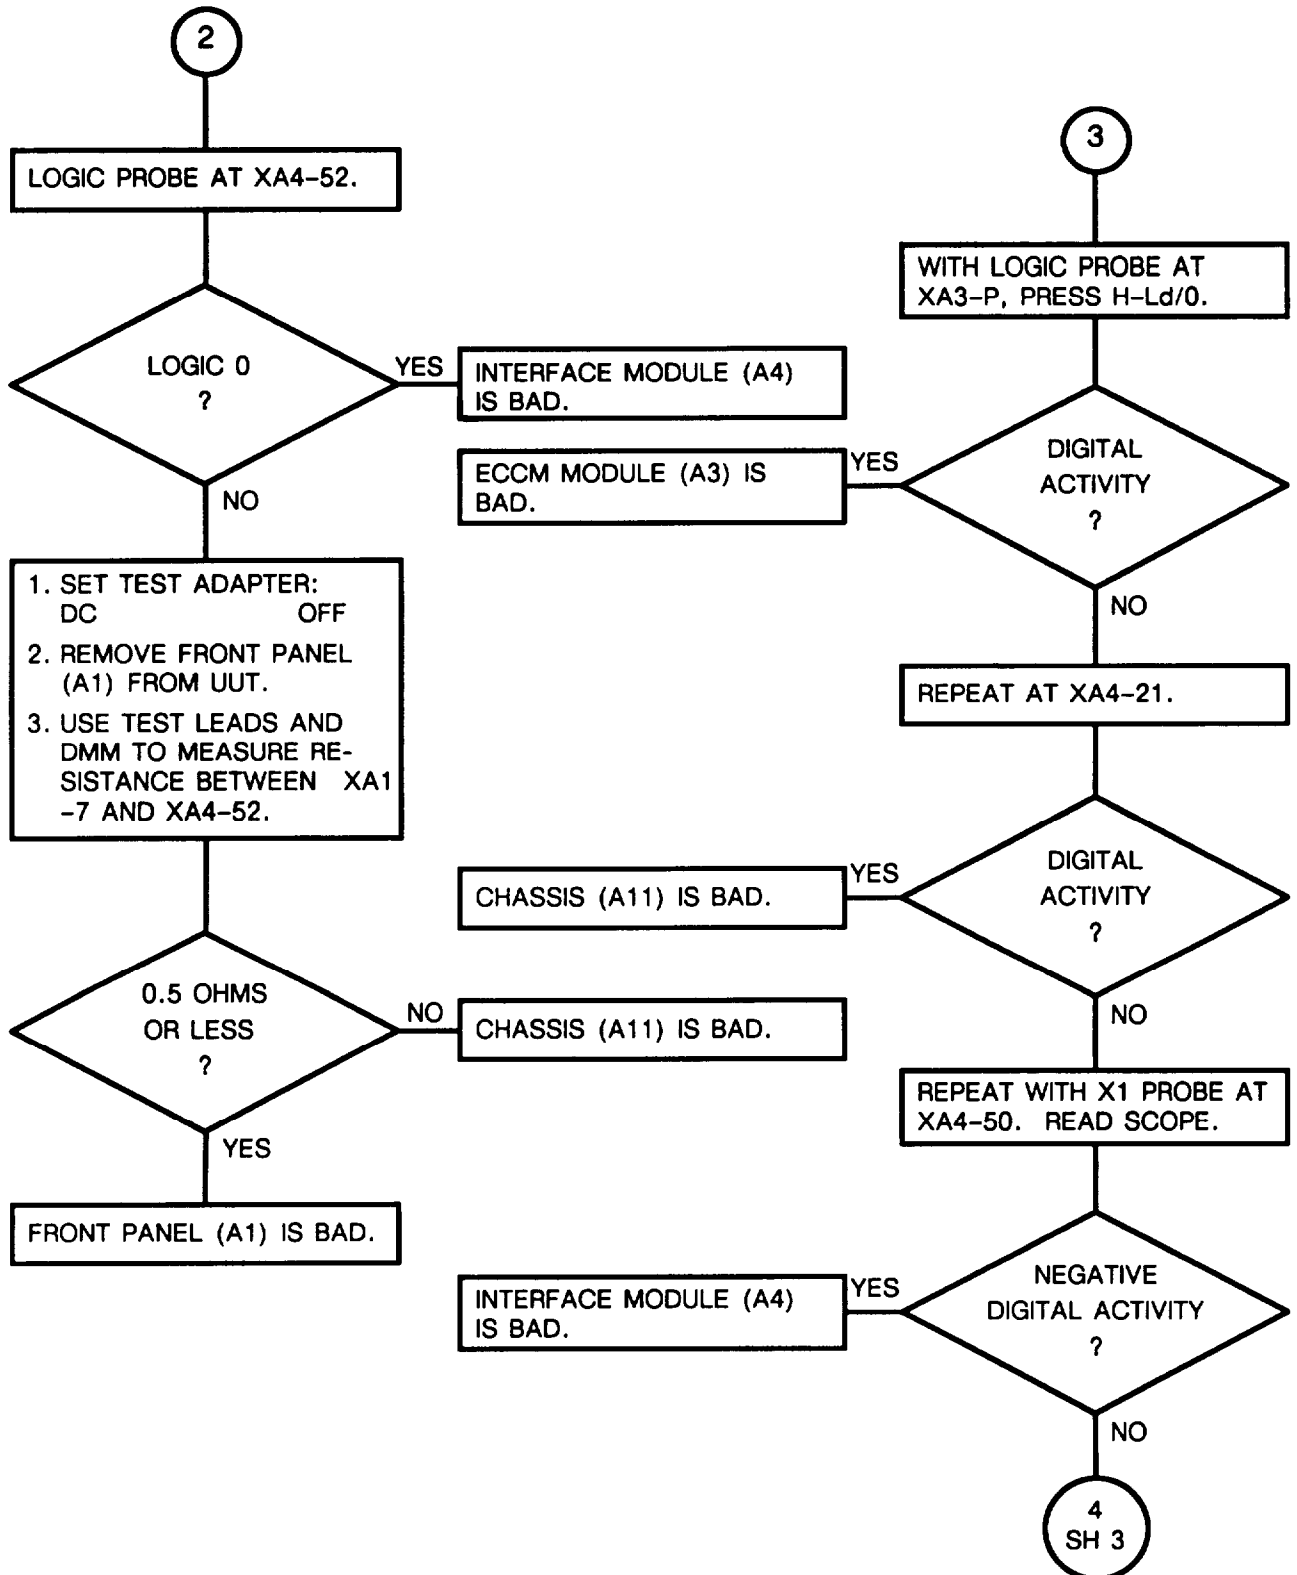 2
LOGIC PROBE AT XA4-52.
LOGIC 0
?
YES
INTERFACE MODULE (A4)
IS BAD.
NO
1. SET TEST ADAPTER:
DC OFF
2. REMOVE FRONT PANEL
(A1) FROM UUT.
3. USE TEST LEADS AND
DMM TO MEASURE RE-
SISTANCE BETWEEN XA1
-7 AND XA4-52.
0.5 OHMS
OR LESS
?
NO
CHASSIS (A11) IS BAD.
YES
FRONT PANEL (A1) IS BAD.
3
WITH LOGIC PROBE AT
XA3-P, PRESS H-Ld/0.
DIGITAL
ACTIVITY
?
YES
ECCM MODULE (A3) IS
BAD.
NO
REPEAT AT XA4-21.
DIGITAL
ACTIVITY
?
YES
CHASSIS (A11) IS BAD.
NO
REPEAT WITH X1 PROBE AT
XA4-50. READ SCOPE.
NEGATIVE
DIGITAL ACTIVITY
?
YES
INTERFACE MODULE (A4)
IS BAD.
NO
4
SH 3